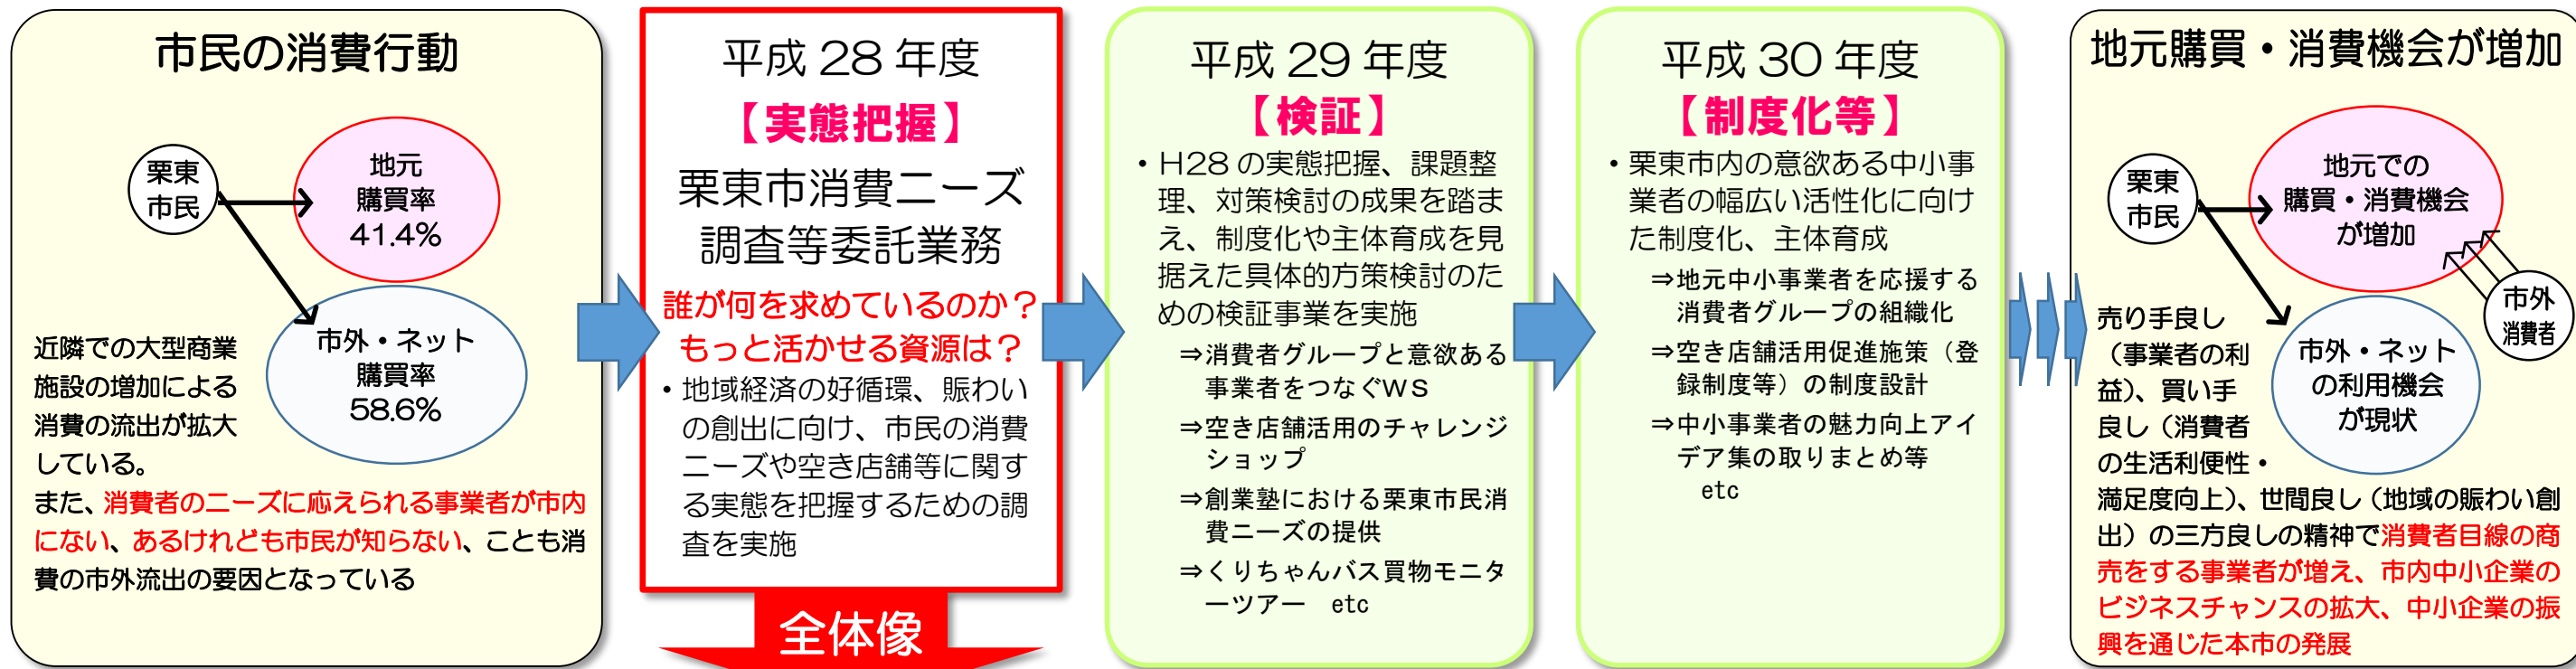 市民の消費行動
栗東
市民
地元
購買率
41.4%
市外・ネット
購買率
58.6%
近隣での大型商業
施設の増加による
消費の流出が拡大
している。
また、消費者のニーズに応えられる事業者が市内
にない、あるけれども市民が知らない、ことも消
費の市外流出の要因となっている
平成 28 年度
【実態把握】
栗東市消費ニーズ
調査等委託業務
誰が何を求めているのか?
もっと活かせる資源は?
・地域経済の好循環、賑わい
の創出に向け、市民の消費
ニーズや空き店舗等に関す
る実態を把握するための調
査を実施
全体像
平成 29 年度
【検証】
・H28 の実態把握、課題整
理、対策検討の成果を踏ま
え、制度化や主体育成を見
据えた具体的方策検討のた
めの検証事業を実施
⇒消費者グループと意欲ある
事業者をつなぐWS
⇒空き店舗活用のチャレンジ
ショップ
⇒創業塾における栗東市民消
費ニーズの提供
⇒くりちゃんバス買物モニタ
ーツアー etc
平成 30 年度
【制度化等】
・栗東市内の意欲ある中小事
業者の幅広い活性化に向け
た制度化、主体育成
⇒地元中小事業者を応援する
消費者グループの組織化
⇒空き店舗活用促進施策（登
録制度等）の制度設計
⇒中小事業者の魅力向上アイ
デア集の取りまとめ等
etc
地元購買・消費機会が増加
栗東
市民
地元での
購買・消費機会
が増加
市外
消費者
市外・ネット
の利用機会
が現状
売り手良し
（事業者の利
益）、買い手
良し（消費者
の生活利便性・
満足度向上）、世間良し（地域の賑わい創
出）の三方良しの精神で消費者目線の商
売をする事業者が増え、市内中小企業の
ビジネスチャンスの拡大、中小企業の振
興を通じた本市の発展